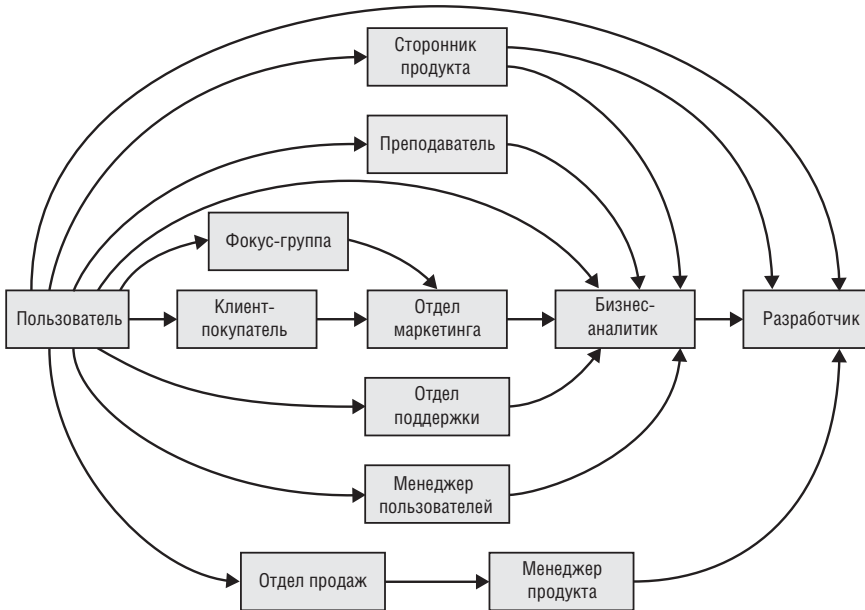 Сторонник
продукта
Преподаватель
Фокус-группа
Пользователь
Клиент-
покупатель
Отдел
маркетинга
Бизнес-
аналитик
Разработчик
Отдел
поддержки
Менеджер
пользователей
Отдел продаж
Менеджер
продукта